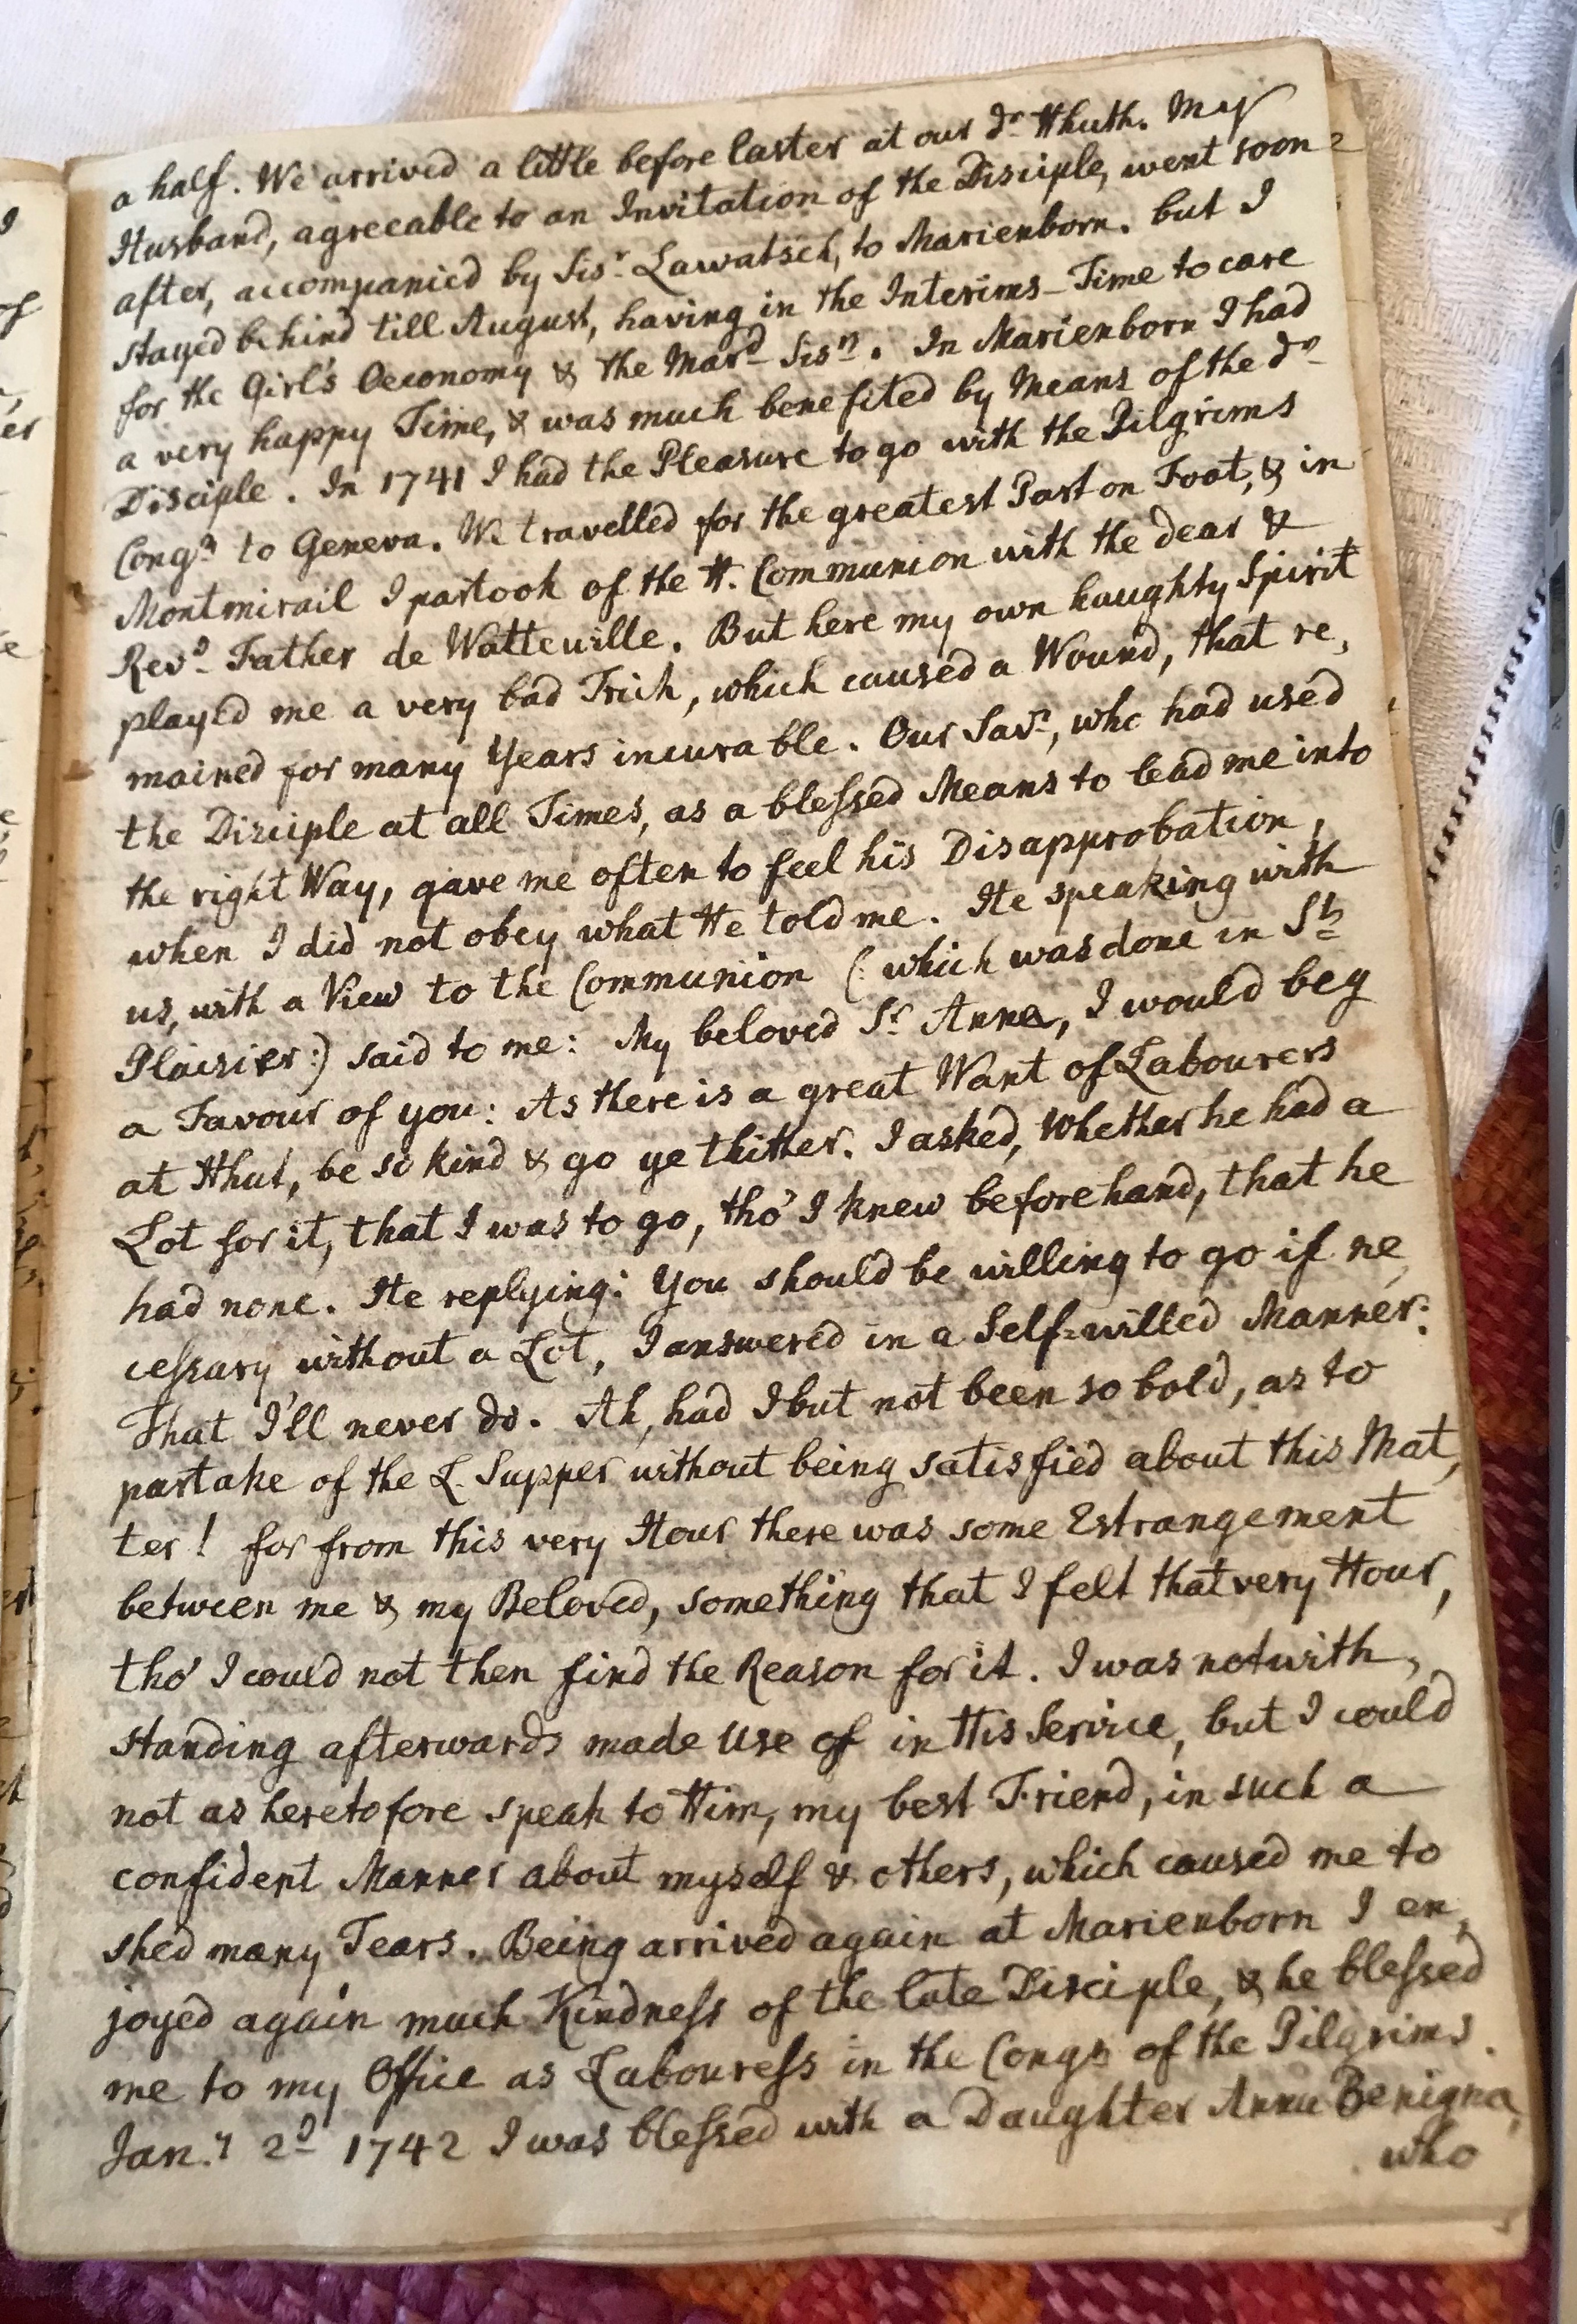 a half. We arrived a little before Easter at our dr. Hhuth. My
Husband, agreeable to an Invitation of the Disciple, went soon
after, accompanied by Sisr. Lawatsch, to Marienborn. but I
stayed behind till August, having in the Interims-Time to care
for the Girl's Oeconomy & the Mard. Sisn. In Marienborn I had
a very happy Time, & was much benefited by Means of the dr.
Disciple. In 1741 I had the Pleasure to go with the Pilgrims
Congn. to Geneva. We travelled for the greatest Part on Foot, & in
Montmirail I partook of the H. Communion with the dear &
Revd. Father de Watteville. But here my own haughty Spirit
played me a very bad Trick, which caused a Wound, that re,
mained for many Years incurable. Our Savr., who had used
the Disciple at all Times, as a blessed Means to lead me into
the right Way, gave me often to feel his Disapprobation,
when I did not obey what He told me. He speaking with
us, with a View to the Communion (: which was done in St.
Plaisier :) said to me: My beloved Sr. Anna, I would beg
a Favour of you: As there is a great Want of Labourers
at Hhut, be so kind & go ye thither. I asked, Whether he had a
Lot for it, that I was to go, tho' I knew beforehand, that he
had none. He replying: You should be willing to go if ne,
cessary without a Lot, I answered in a Self-willed Manner:
That I'll never do. Ah, had I but not been so bold, as to
partake of the L. Supper without being satisfied about this Mat,
ter! for from this very Hour there was some Estrangement
between me & my Beloved, something that I felt that very Hour,
tho' I could not then find the Reason for it. I was notwith,
standing afterwards made use of in His Service, but I could
not as heretofore speak to Him, my best Friend, in such a
confident Manner about myself & others, which caused me to
shed many Tears. Being arrived again at Marienborn I en,
joyed again much Kindness of the late Disciple, & he blessed
me to my Office as Labouress in the Congn of the Pilgrims.
Jan.y 2d 1742 I was blessed with a Daughter Anna Benigna,
who